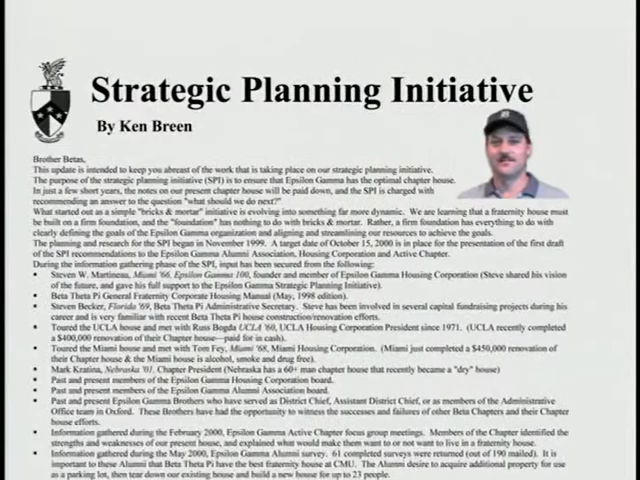 Strategic Planning Initiative
By Ken Breen
Brother Betas,
This update is intended to keep you abreast of the work that is taking place on our strategic planning initiative.
The purpose of the strategic planning initiative (SPI) is to ensure that Epsilon Gamma has the optimal chapter house.
In just a few short years, the notes on our present chapter house will be paid down, and the SPI is charged with
recommending an answer to the question "what should we do next?"
What started out as a simple "bricks & mortar" initiative is evolving into something far more dynamic. We are learning that a fraternity house must
be built on a firm foundation, and the "foundation" has nothing to do with bricks & mortar. Rather, a firm foundation has everything to do with
clearly defining the goals of the Epsilon Gamma organization and aligning and streamlining our resources to achieve the goals.
The planning and research for the SPI began in November 1999. A target date of October 15, 2000 is in place for the presentation of the first draft
of the SPI recommendations to the Epsilon Gamma Alumni Association, Housing Corporation and Active Chapter.
During the information gathering phase of the SPI, input has been secured from the following:
• Steven W. Martineau, Miami '66, Epsilon Gamma 100, founder and member of Epsilon Gamma Housing Corporation (Steve shared his vision
of the future, and gave his full support to the Epsilon Gamma Strategic Planning Initiative).
• Beta Theta Pi General Fraternity Corporate Housing Manual (May, 1998 edition).
• Steven Becker, Florida '69, Beta Theta Pi Administrative Secretary. Steve has been involved in several capital fundraising projects during his
career and is very familiar with recent Beta Theta Pi house construction/renovation efforts.
• Toured the UCLA house and met with Russ Bogda UCLA '60, UCLA Housing Corporation President since 1971. (UCLA recently completed
a $400,000 renovation of their Chapter house—paid for in cash).
• Toured the Miami house and met with Tom Fey, Miami '68, Miami Housing Corporation. (Miami just completed a $450,000 renovation of
their Chapter house & the Miami house is alcohol, smoke and drug free).
• Mark Kratina, Nebraska '01, Chapter President (Nebraska has a 60+ man chapter house that recently became a "dry" house)
• Past and present members of the Epsilon Gamma Housing Corporation board.
• Past and present members of the Epsilon Gamma Alumni Association board.
• Past and present Epsilon Gamma Brothers who have served as District Chief, Assistant District Chief, or as members of the Administrative
Office team in Oxford. These Brothers have had the opportunity to witness the successes and failures of other Beta Chapters and their Chapter
house efforts.
• Information gathered during the February 2000, Epsilon Gamma Active Chapter focus group meetings. Members of the Chapter identified the
strengths and weaknesses of our present house, and explained what would make them want to or not want to live in a fraternity house.
• Information gathered during the May 2000, Epsilon Gamma Alumni survey. 61 completed surveys were returned (out of 190 mailed). It is
important to these Alumni that Beta Theta Pi have the best fraternity house at CMU. The Alumni desire to acquire additional property for use
as a parking lot, then tear down our existing house and build a new house for up to 23 people.